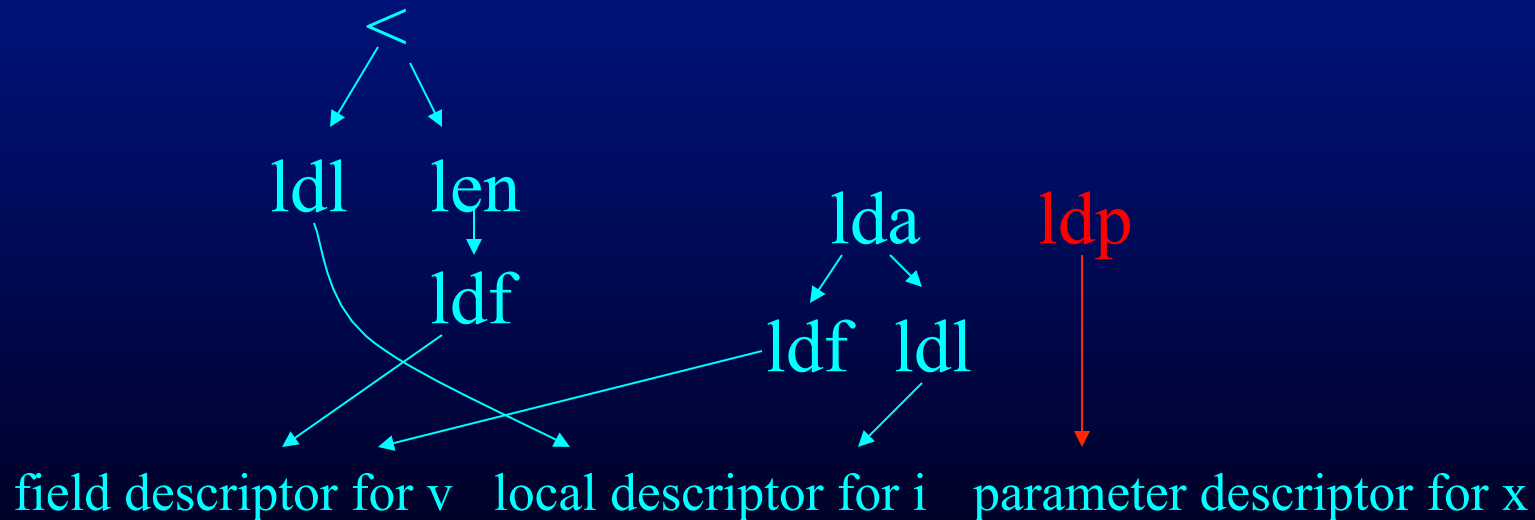 <
ldl len
lda ldp
ldf
ldf ldl
field descriptor for v local descriptor for i parameter descriptor for x